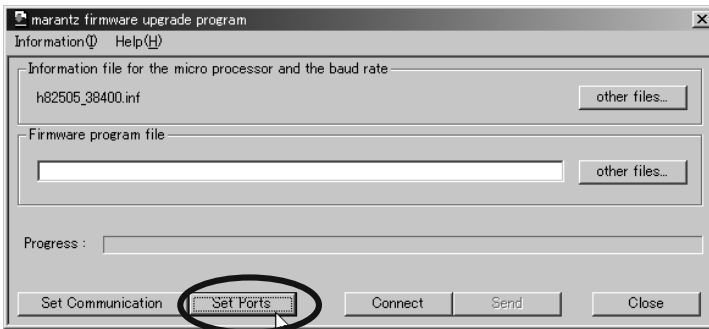 marantz firmware upgrade program
Information(I) Help(H)
Information file for the micro processor and the baud rate
h82505_38400.inf
other files...
Firmware program file
other files...
Progress :
Set Communication Set Ports Connect Send Close